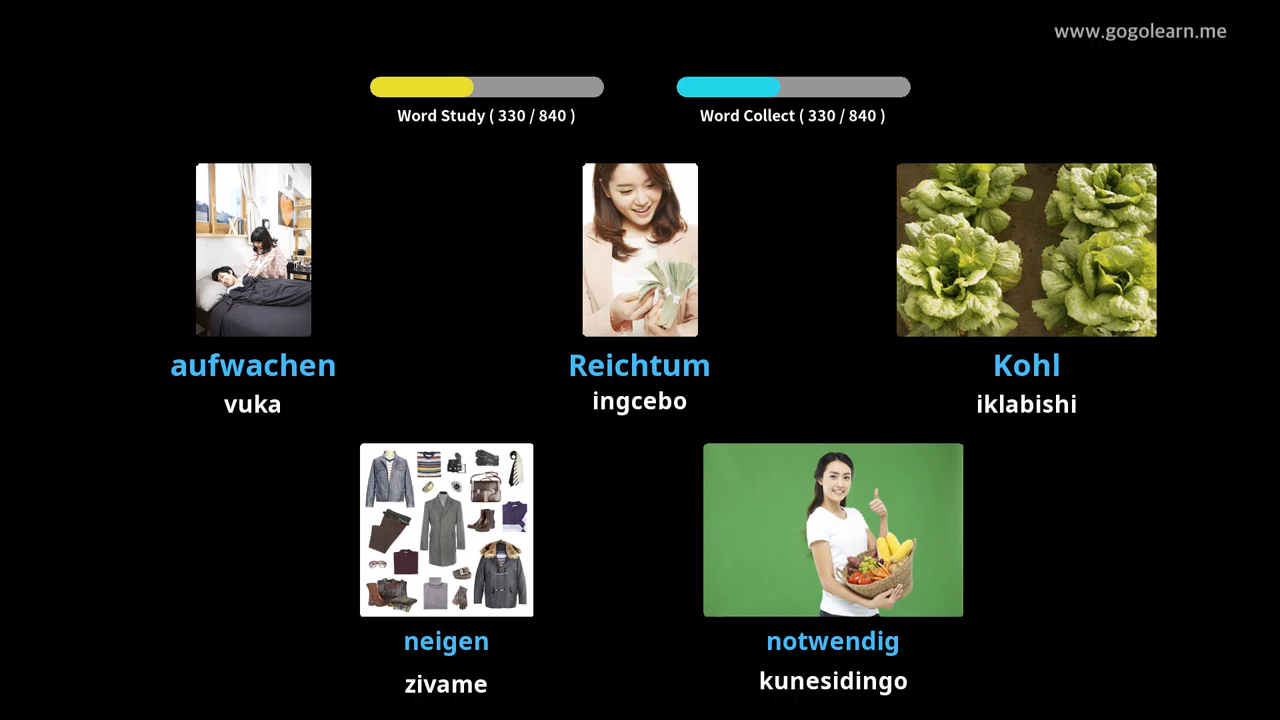 www.gogolearn.me
Word Study ( 330 / 840 )
Word Collect ( 330 / 840 )
aufwachen
vuka
Reichtum
ingcebo
Kohl
iklabishi
neigen
zivame
notwendig
kunesidingo